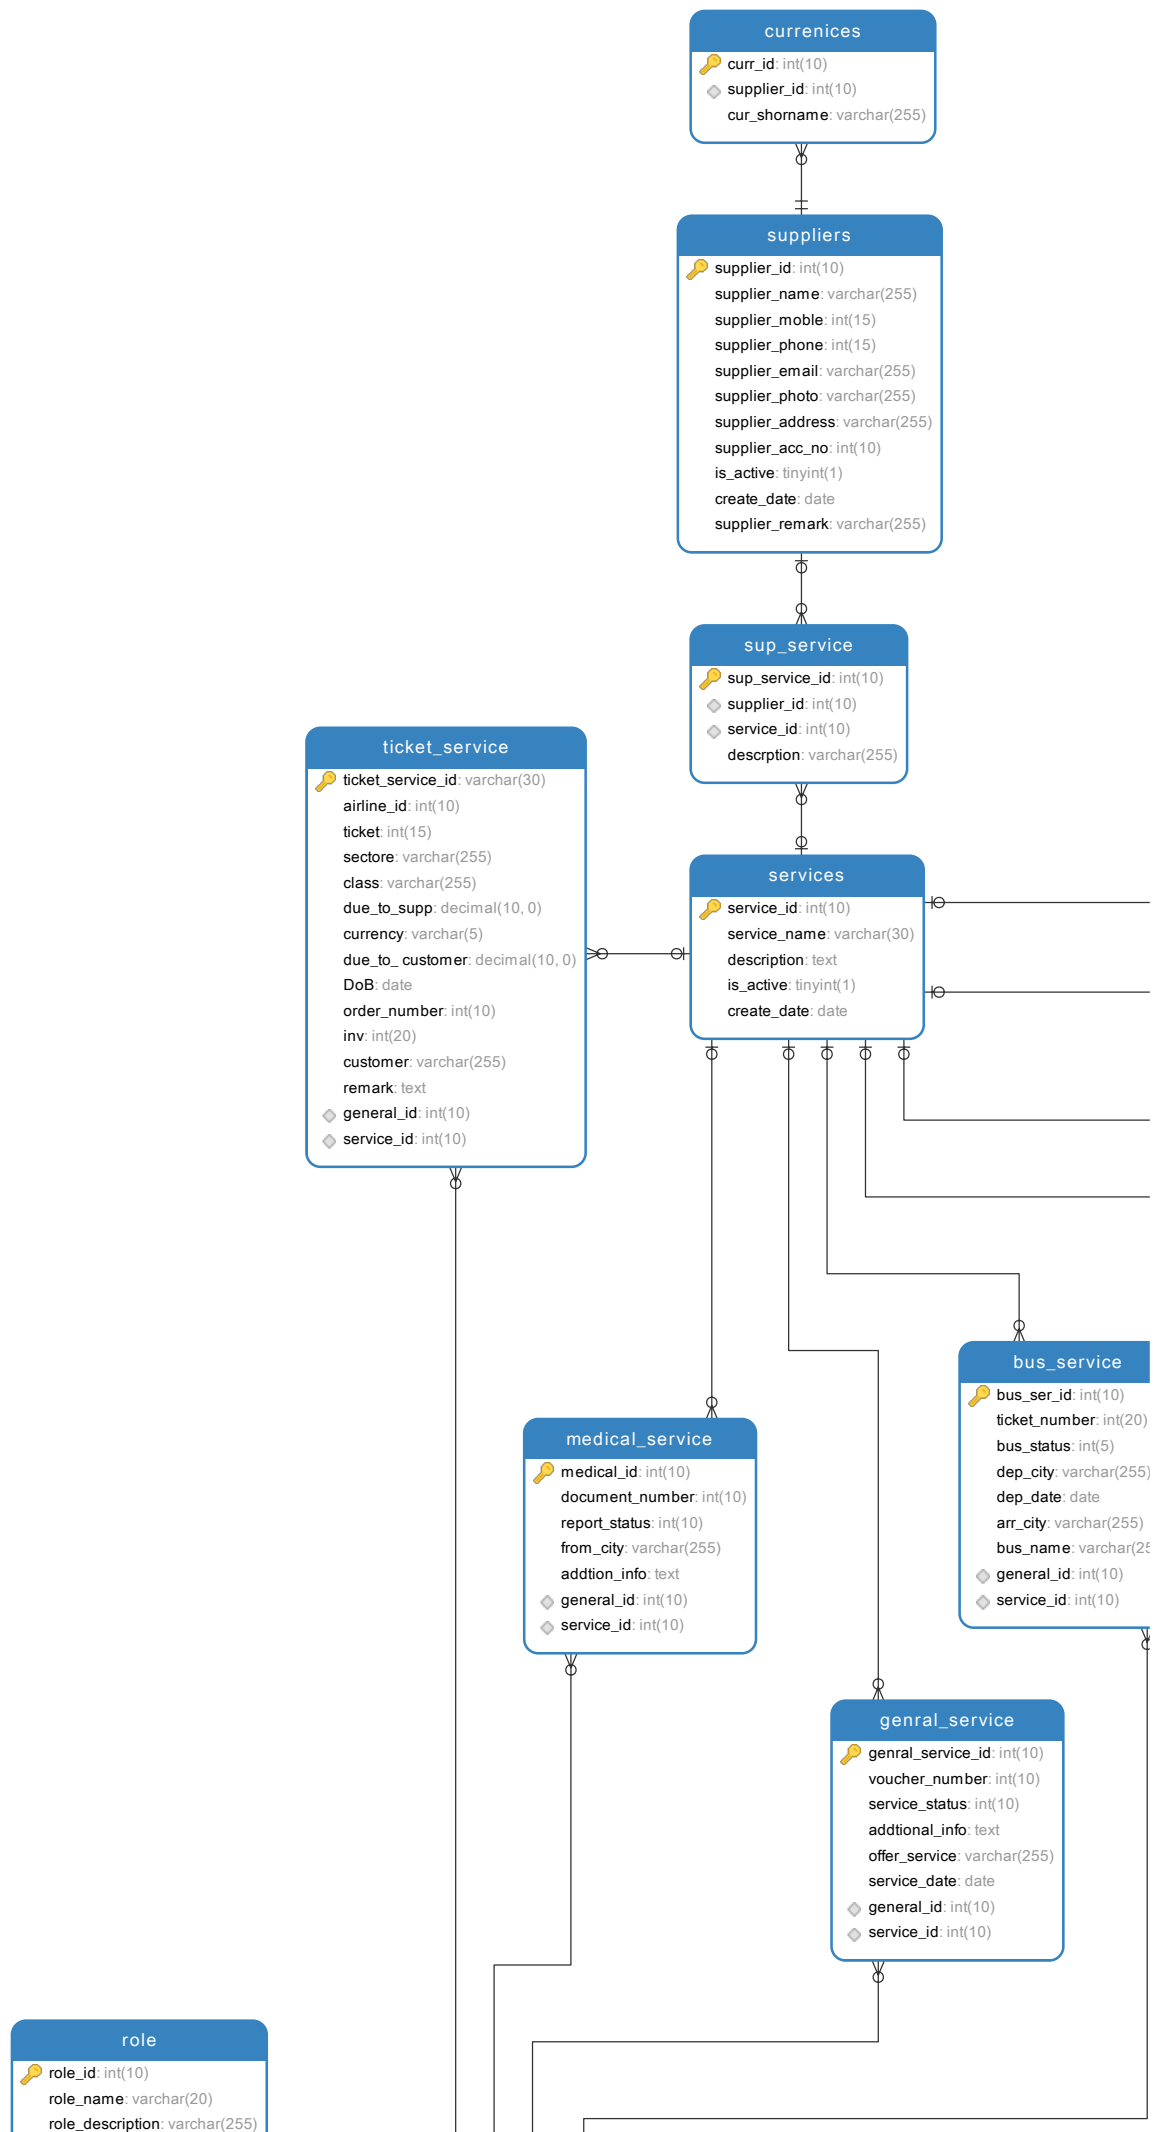 currenices
curr_id: int(10)
supplier_id: int(10)
cur_shorname: varchar(255)
suppliers
supplier_id: int(10)
supplier_name: varchar(255)
supplier_moble: int(15)
supplier_phone: int(15)
supplier_email: varchar(255)
supplier_photo: varchar(255)
supplier_address: varchar(255)
supplier_acc_no: int(10)
is_active: tinyint(1)
create_date: date
supplier_remark: varchar(255)
sup_service
sup_service_id: int(10)
supplier_id: int(10)
service_id: int(10)
descrption: varchar(255)
ticket_service
ticket_service_id: varchar(30)
airline_id: int(10)
ticket: int(15)
sectore: varchar(255)
class: varchar(255)
due_to_supp: decimal(10, 0)
currency: varchar(5)
due_to_ customer: decimal(10, 0)
DoB: date
order_number: int(10)
inv: int(20)
customer: varchar(255)
remark: text
general_id: int(10)
service_id: int(10)
services
service_id: int(10)
service_name: varchar(30)
description: text
is_active: tinyint(1)
create_date: date
bus_service
bus_ser_id: int(10)
ticket_number: int(20)
bus_status: int(5)
dep_city: varchar(255)
dep_date: date
arr_city: varchar(255)
bus_name: varchar(25
general_id: int(10)
service_id: int(10)
medical_service
medical_id: int(10)
document_number: int(10)
report_status: int(10)
from_city: varchar(255)
addtion_info: text
general_id: int(10)
service_id: int(10)
genral_service
genral_service_id: int(10)
voucher_number: int(10)
service_status: int(10)
addtional_info: text
offer_service: varchar(255)
service_date: date
general_id: int(10)
service_id: int(10)
role
role_id: int(10)
role_name: varchar(20)
role_description: varchar(255)